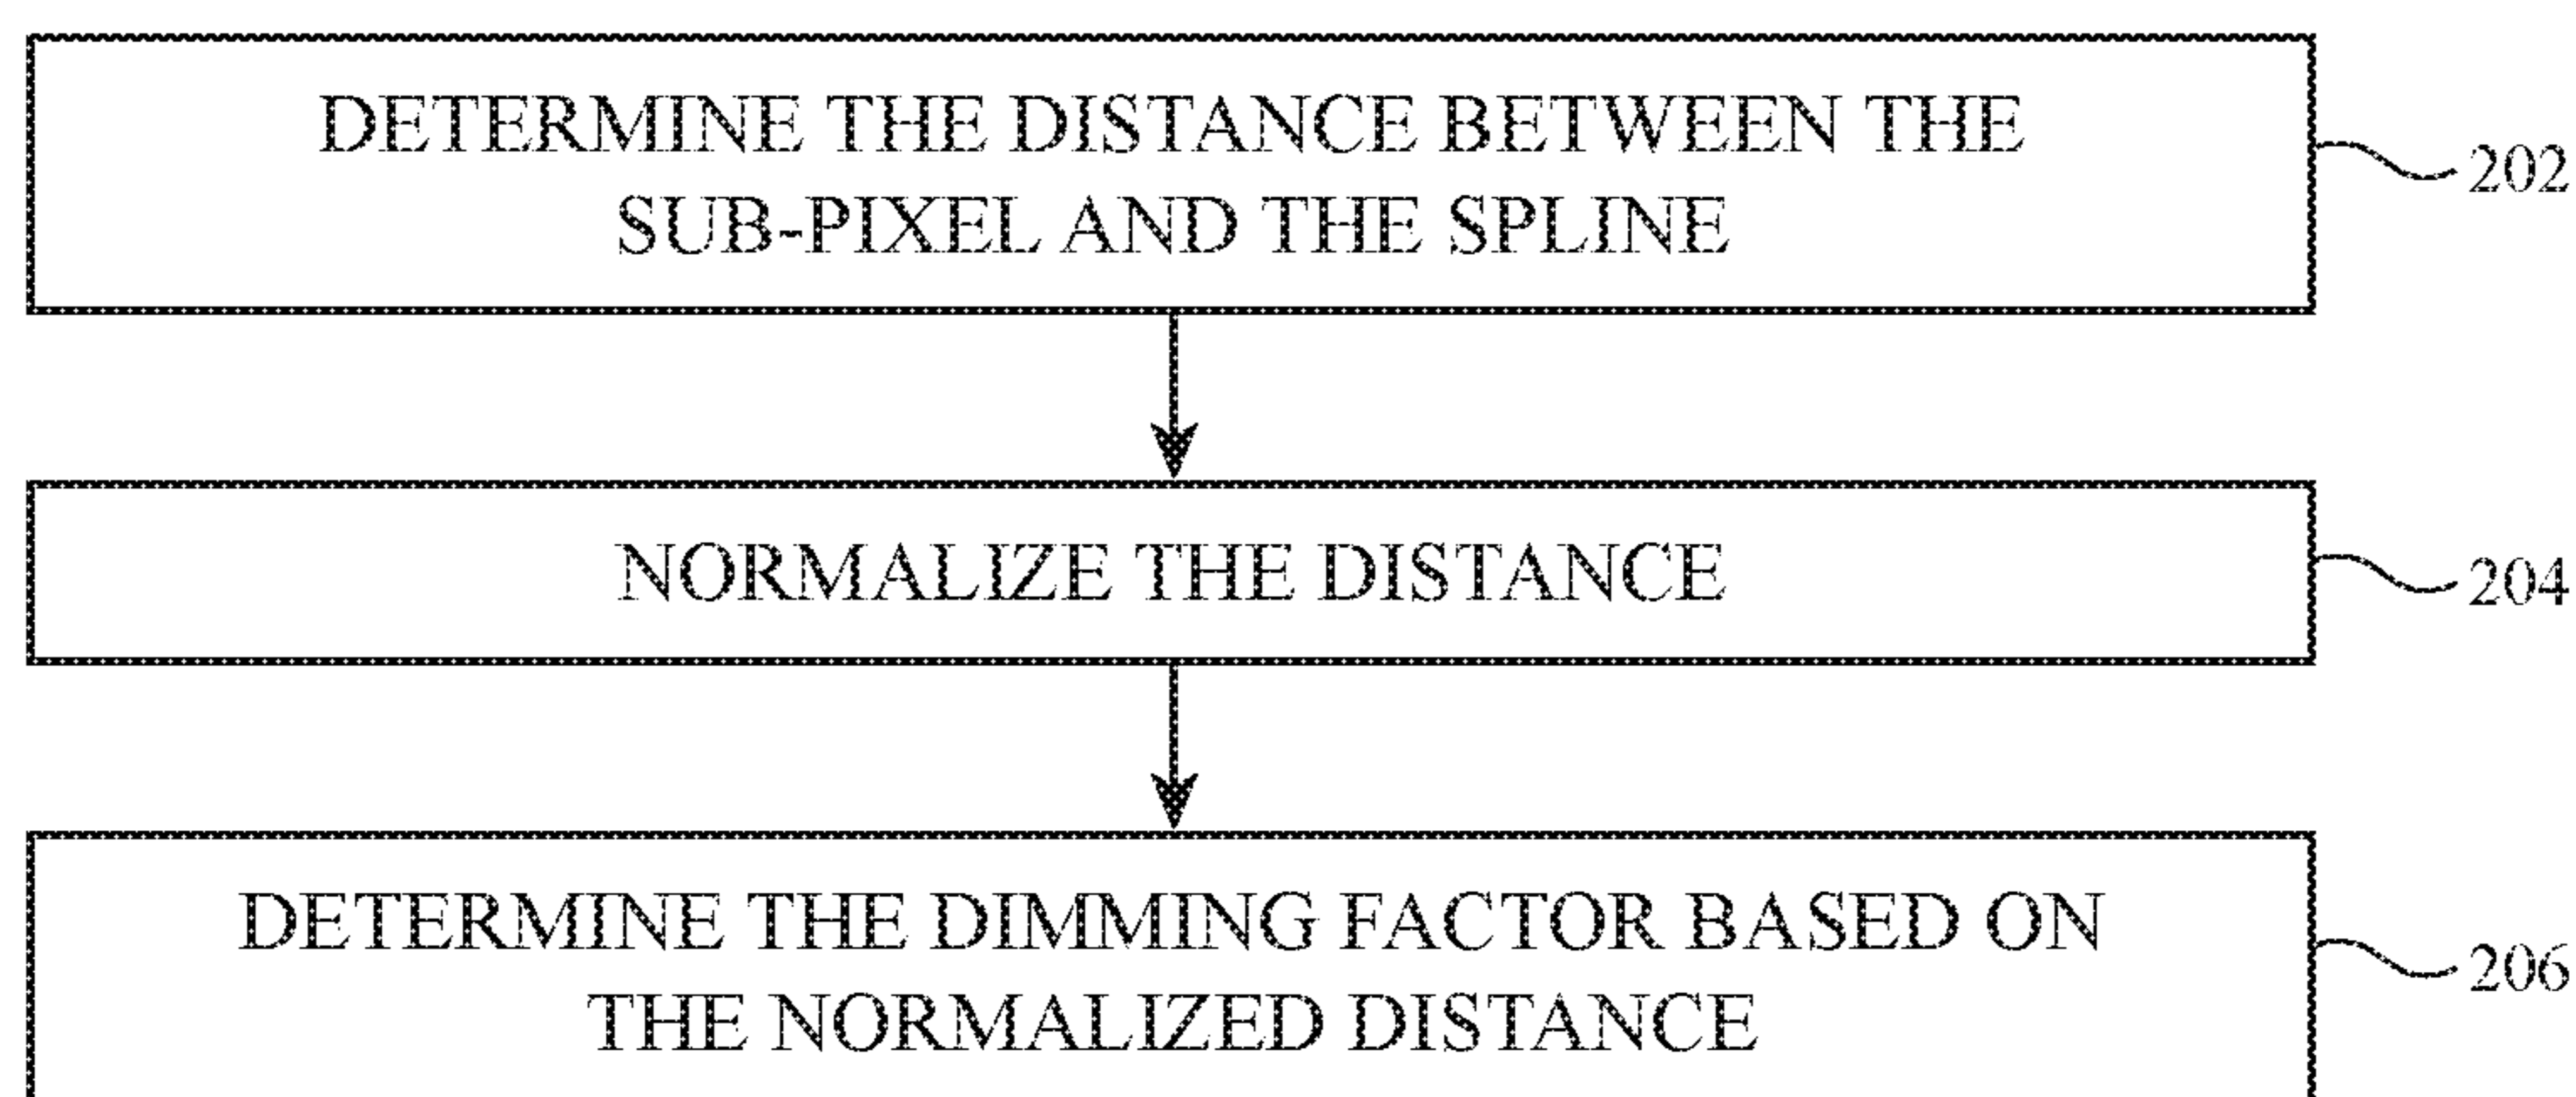 DETERMINE THE DISTANCE BETWEEN THE
SUB-PIXEL AND THE SPLINE
202
NORMALIZE THE DISTANCE
204
DETERMINE THE DIMMING FACTOR BASED ON
THE NORMALIZED DISTANCE
206